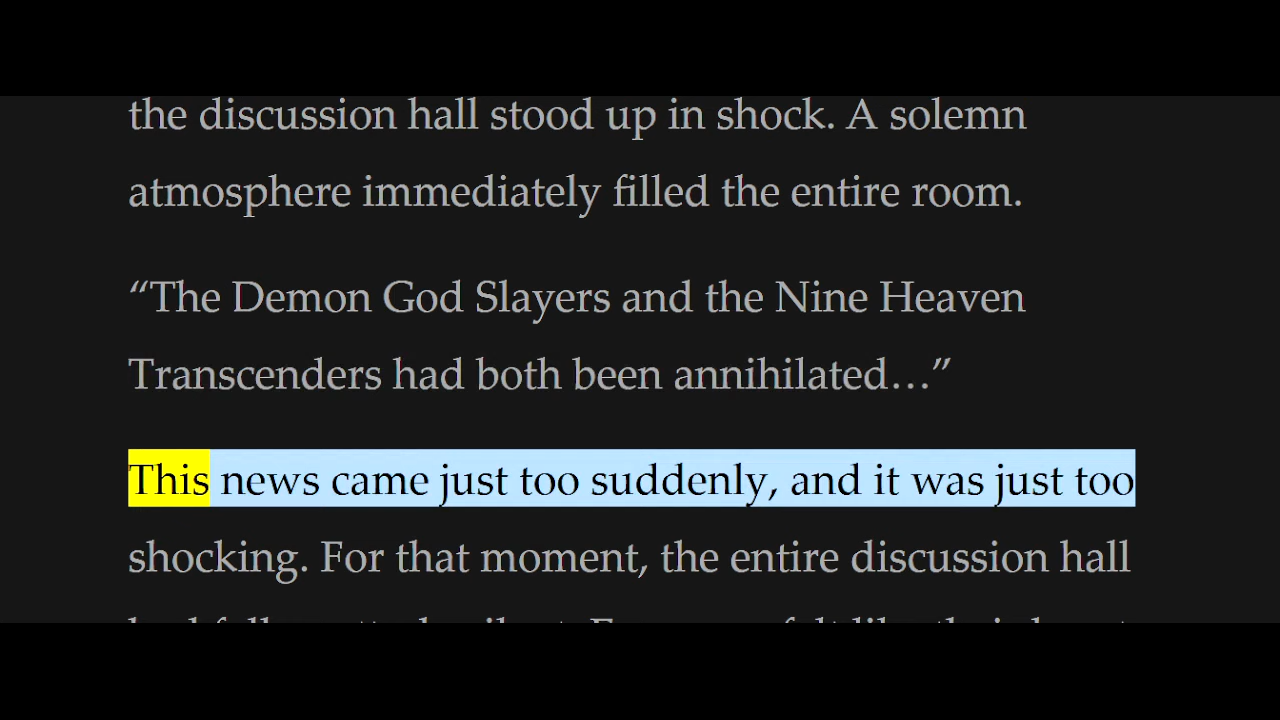 the discussion hall stood up in shock. A solemn
atmosphere immediately filled the entire room.
“The Demon God Slayers and the Nine Heaven
Transcenders had both been annihilated…”
This news came just too suddenly, and it was just too
shocking. For that moment, the entire discussion hall